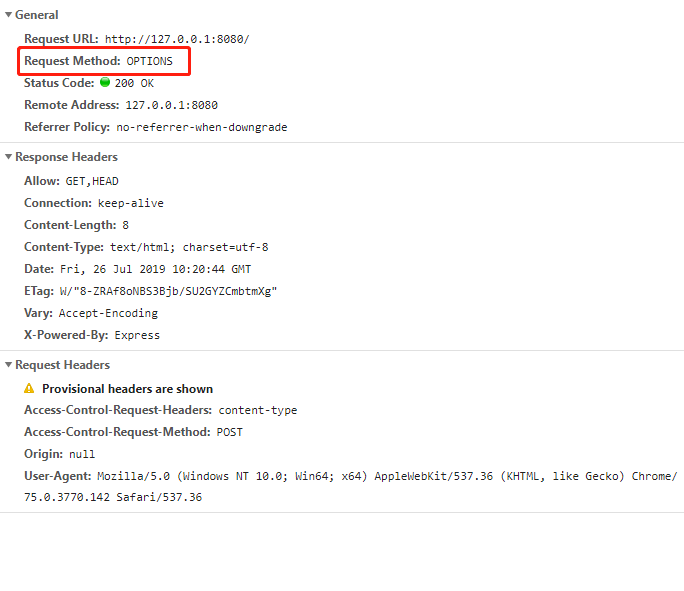 General
Request URL: http://127.0.0.1:8080/
Request Method: OPTIONS
Status Code: 200 OK
Remote Address: 127.0.0.1:8080
Referrer Policy: no-referrer-when-downgrade
Response Headers
Allow: GET,HEAD
Connection: keep-alive
Content-Length: 8
Content-Type: text/html; charset=utf-8
Date: Fri, 26 Jul 2019 10:20:44 GMT
ETag: W/"8-ZRAf8oNBS3Bjb/SU2GYZCmbtmXg"
Vary: Accept-Encoding
X-Powered-By: Express
Request Headers
Provisional headers are shown
Access-Control-Request-Headers: content-type
Access-Control-Request-Method: POST
Origin: null
User-Agent: Mozilla/5.0 (Windows NT 10.0; Win64; x64) AppleWebKit/537.36 (KHTML, like Gecko) Chrome/
75.0.3770.142 Safari/537.36